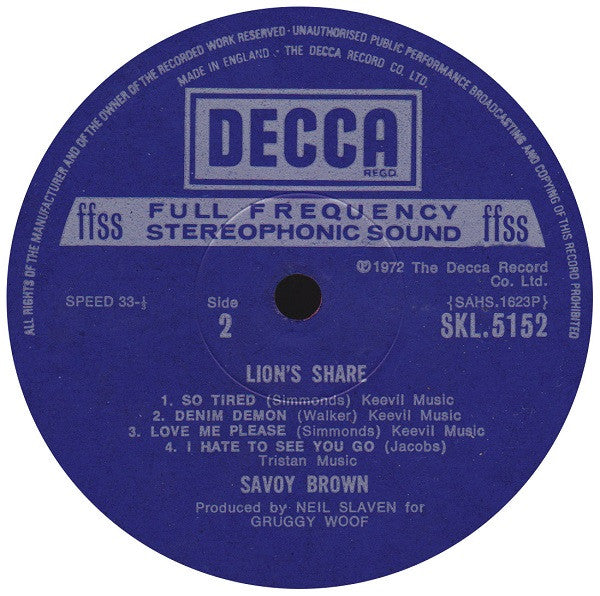 ALL RIGHTS OF THE MANUFACTURER AND OF THE OWNER OF THE RECORDED WORK RESERVED · UNAUTHORISED PUBLIC PERFORMANCE BROADCASTING AND COPYING OF THIS RECORD PROHIBITED
MADE IN ENGLAND · THE DECCA RECORD CO. LTD.
DECCA
REGD.
ffss FULL FREQUENCY STEREOPHONIC SOUND ffss
Ⓟ1972 The Decca Record Co. Ltd.
SPEED 33-⅓
Side
2
{SAHS.1623P}
SKL.5152
LION'S SHARE
1. SO TIRED (Simmonds) Keevil Music
2. DENIM DEMON (Walker) Keevil Music
3. LOVE ME PLEASE (Simmonds) Keevil Music
4. I HATE TO SEE YOU GO (Jacobs)
Tristan Music
SAVOY BROWN
Produced by NEIL SLAVEN for
GRUGGY WOOF